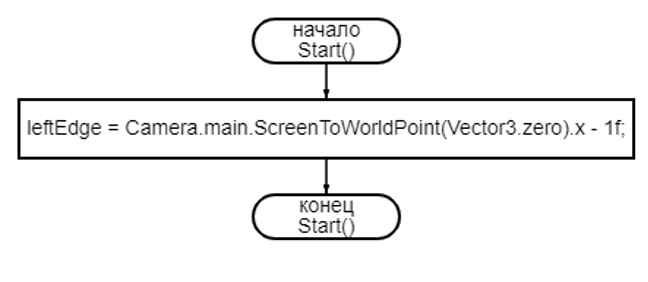 начало
Start()
leftEdge = Camera.main.ScreenToWorldPoint(Vector3.zero).x - 1f;
конец
Start()